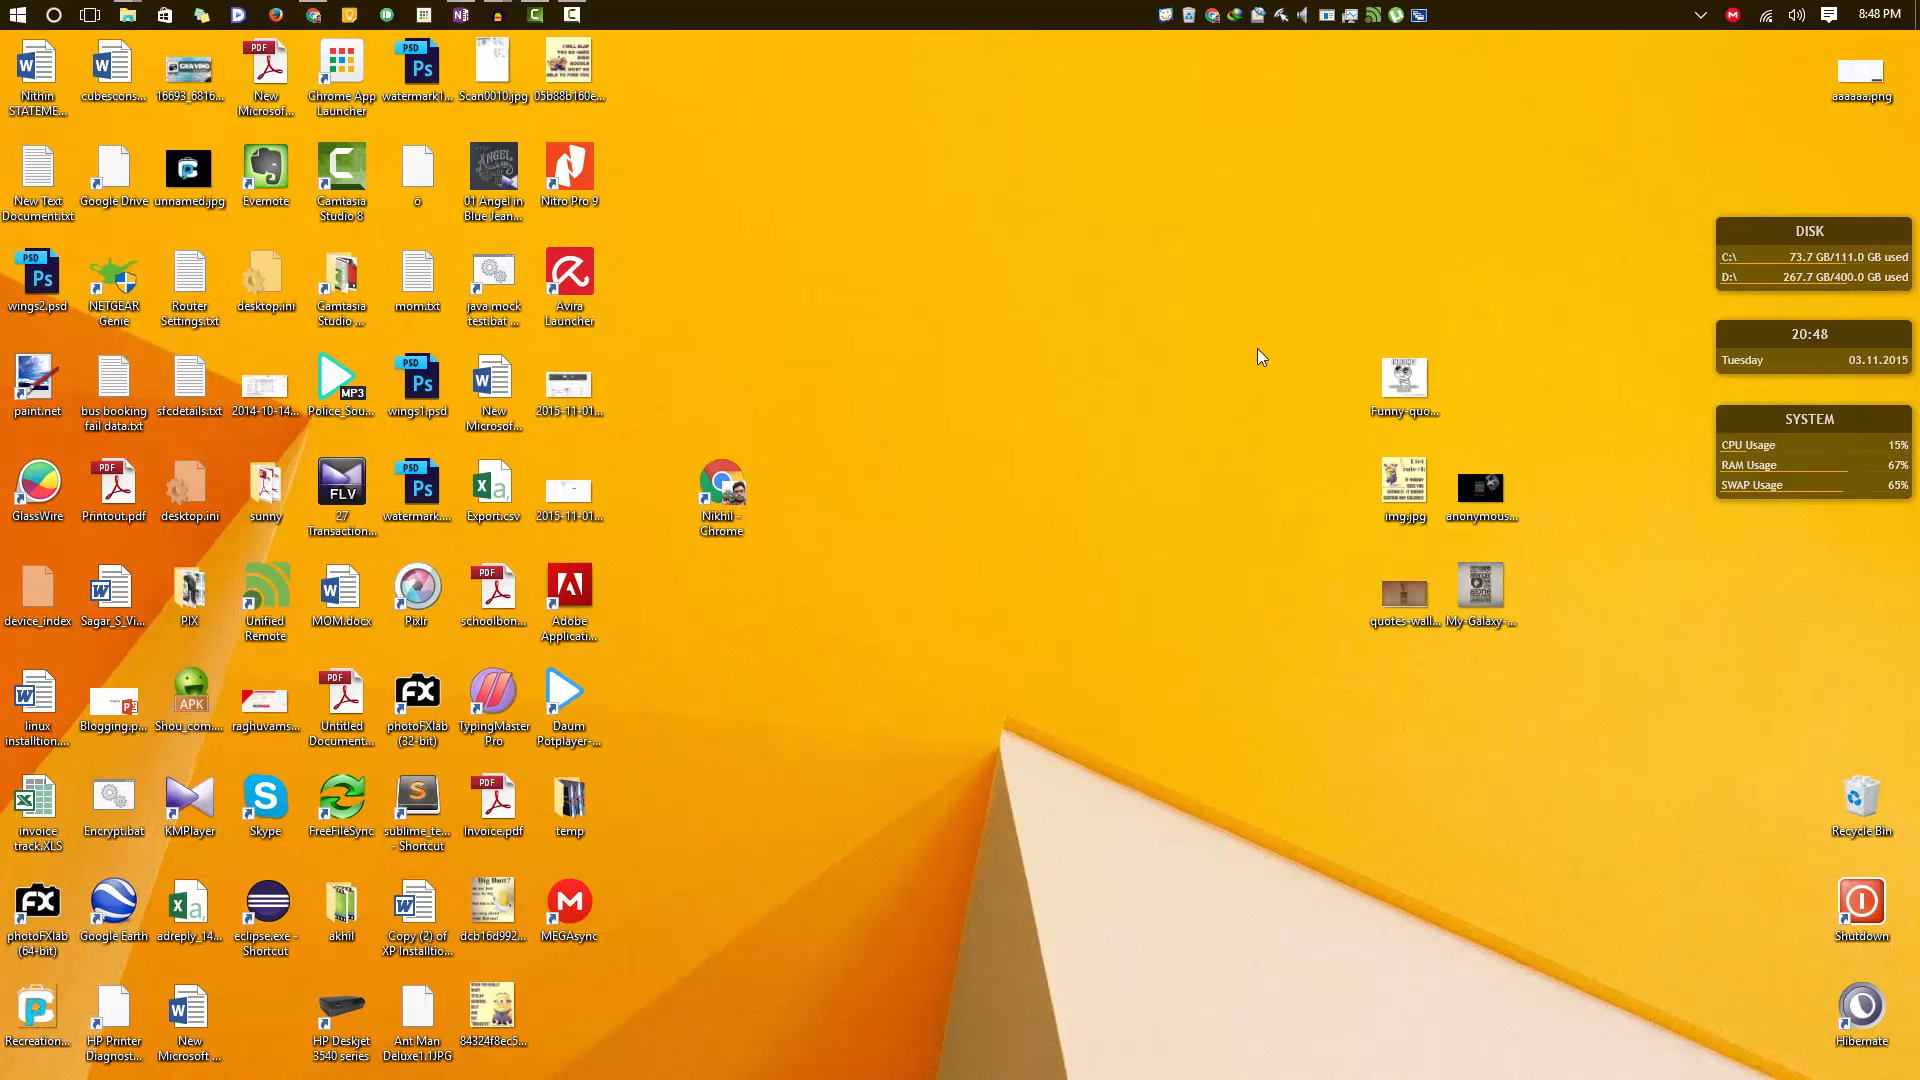 8:48 PM
Nithin STATEME...
cubescons...
16693_6816...
New Microsof...
Chrome App Launcher
watermark1...
Scan0010.jpg
05b88b160e...
aaaaaa.png
New Text Document.txt
Google Drive
unnamed.jpg
Evernote
Camtasia Studio 8
ö
01 Angel in Blue Jean...
Nitro Pro 9
DISK
C:\ 73.7 GB/111.0 GB used
D:\ 267.7 GB/400.0 GB used
wings2.psd
NETGEAR Genie
Router Settings.txt
desktop.ini
Camtasia Studio ...
mom.txt
java mock test.bat ...
Avira Launcher
20:48
Tuesday 03.11.2015
paint.net
bus booking fail data.txt
sfcdetails.txt
2014-10-14...
Police_Sou...
wings1.psd
New Microsof...
2015-11-01...
Funny-quo...
SYSTEM
CPU Usage 15%
RAM Usage 67%
SWAP Usage 65%
GlassWire
Printout.pdf
desktop.ini
sunny
27 Transaction...
watermark....
Export.csv
2015-11-01...
Nikhil - Chrome
img.jpg
anonymous...
device_index
Sagar_S_Vi...
PIX
Unified Remote
MOM.docx
Pixlr
schoolbon...
Adobe Applicati...
quotes-wall...
My-Galaxy-...
linux installtion....
Blogging.p...
Shou_com....
raghuvams...
Untitled Document...
photoFXlab (32-bit)
TypingMaster Pro
Daum Potplayer-...
invoice track.XLS
Encrypt.bat
KMPlayer
Skype
FreeFileSync
sublime_te... - Shortcut
Invoice.pdf
temp
Recycle Bin
photoFXlab (64-bit)
Google Earth
adreply_14...
eclipse.exe - Shortcut
akhil
Copy (2) of XP Installtio...
dcb16d992...
MEGAsync
Shutdown
Recreation...
HP Printer Diagnost...
New Microsoft ...
HP Deskjet 3540 series
Ant Man Deluxe1.1JPG
84324f8ec5...
Hibernate